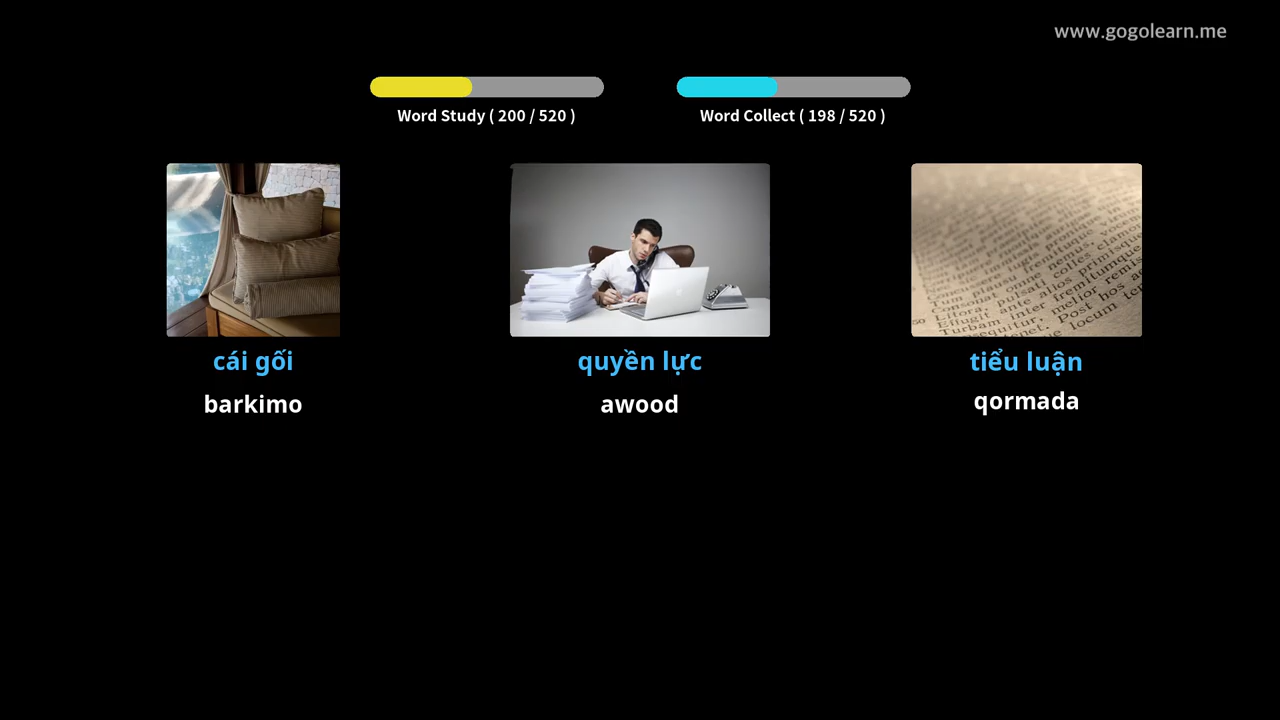 www.gogolearn.me
Word Study ( 200 / 520 )
Word Collect ( 198 / 520 )
cái gối
quyền lực
tiểu luận
barkimo
awood
qormada